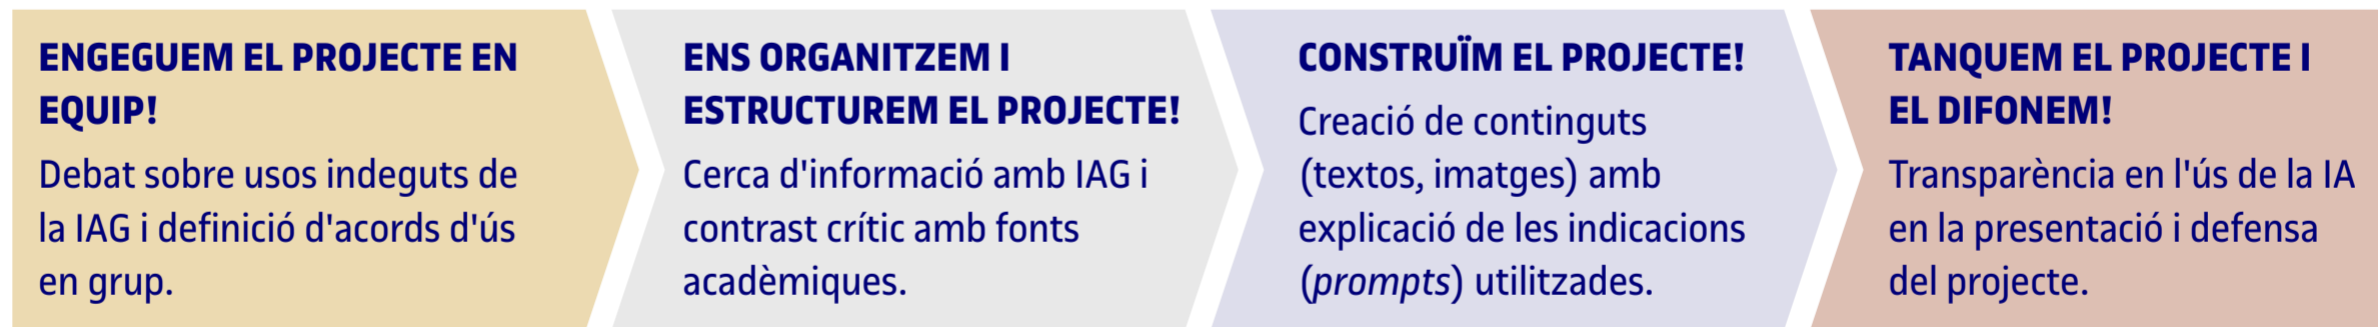 ENGEGUEM EL PROJECTE EN
EQUIP!
Debat sobre usos indeguts de
la IAG i definició d'acords d'ús
en grup.
ENS ORGANITZEM I
ESTRUCTUREM EL PROJECTE!
Cerca d'informació amb IAG i
contrast crític amb fonts
acadèmiques.
CONSTRUÏM EL PROJECTE!
Creació de continguts
(textos, imatges) amb
explicació de les indicacions
(prompts) utilitzades.
TANQUEM EL PROJECTE I
EL DIFONEM!
Transparència en l'ús de la IA
en la presentació i defensa
del projecte.